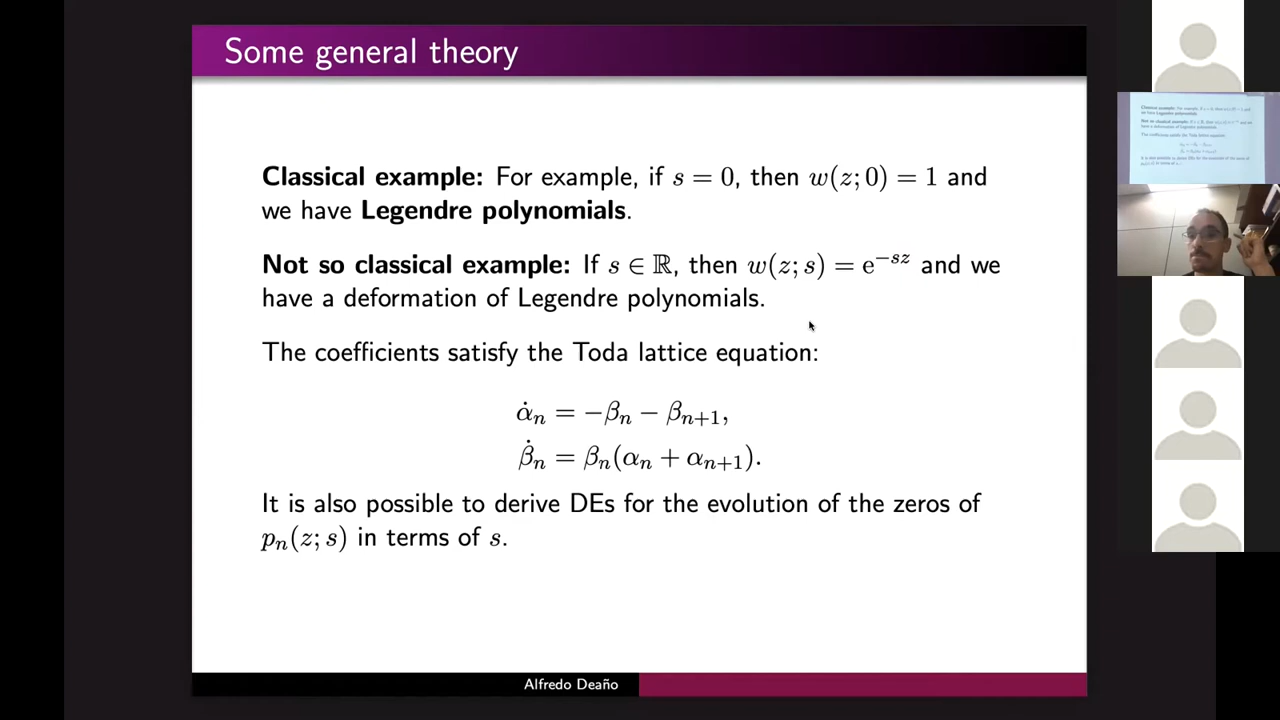 Some general theory
Classical example: For example, if s = 0, then w(z; 0) = 1 and
we have Legendre polynomials.
Not so classical example: If s ∈ ℝ, then w(z; s) = e^{−sz} and we
have a deformation of Legendre polynomials.
The coefficients satisfy the Toda lattice equation:
α̇_n = −β_n − β_{n+1},
β̇_n = β_n(α_n + α_{n+1}).
It is also possible to derive DEs for the evolution of the zeros of
p_n(z; s) in terms of s.
Alfredo Deaño